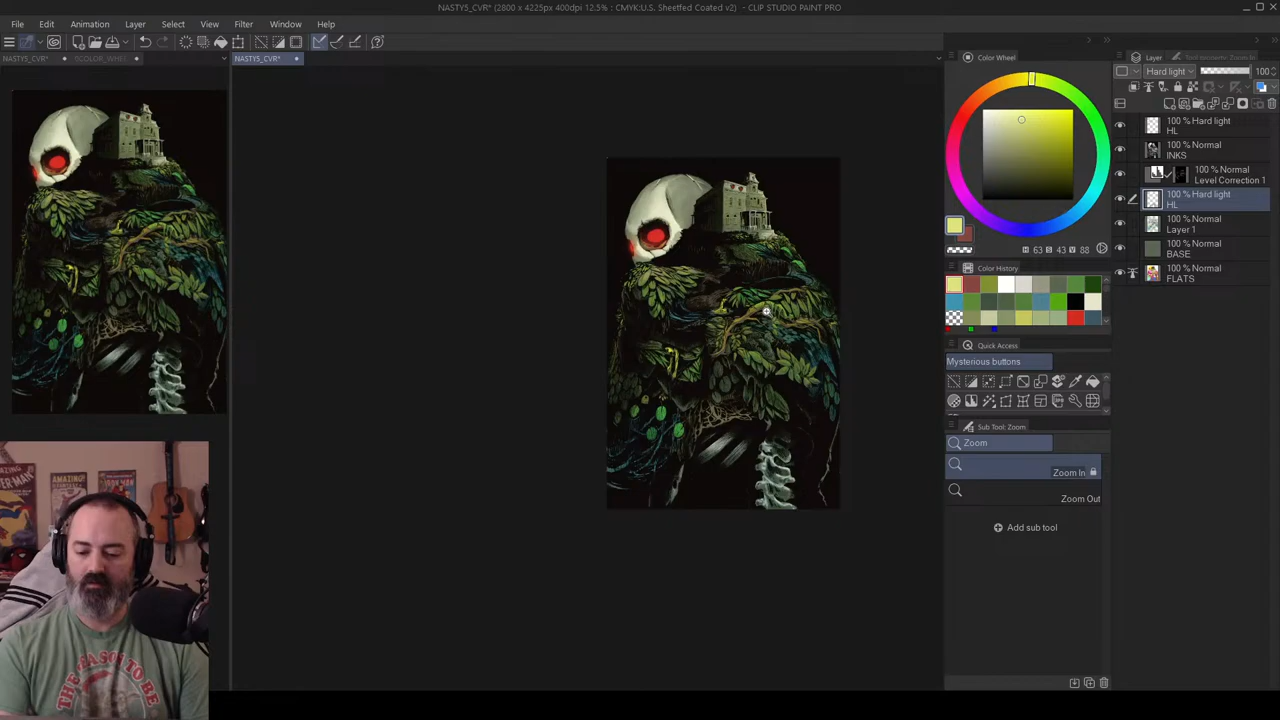 NASTYS_CVR* (2800 x 4225px 400dpi 12.5% : CMYK:U.S. Sheetfed Coated v2) - CLIP STUDIO PAINT PRO
File Edit Animation Layer Select View Filter Window Help
NASTYS_CVR*
NASTYS_CVR*
Color Wheel
H 63 S 43 V 88
Color History
Quick Access
Mysterious buttons
Sub Tool: Zoom
Zoom
Zoom In
Zoom Out
Add sub tool
Layer
Hard light 100
100 % Hard light
HL
100 % Normal
INKS
100 % Normal
Level Correction 1
100 % Hard light
HL
100 % Normal
Layer 1
100 % Normal
BASE
100 % Normal
FLATS
AMAZING